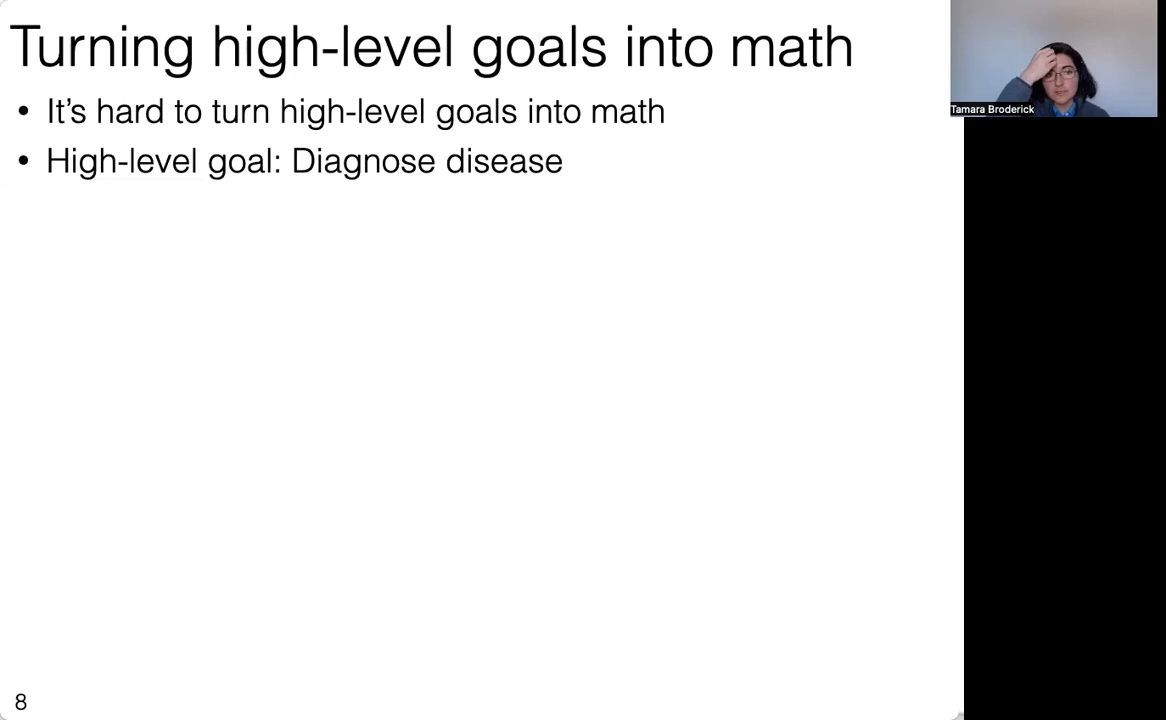 Turning high-level goals into math
• It's hard to turn high-level goals into math
• High-level goal: Diagnose disease
Tamara Broderick
8